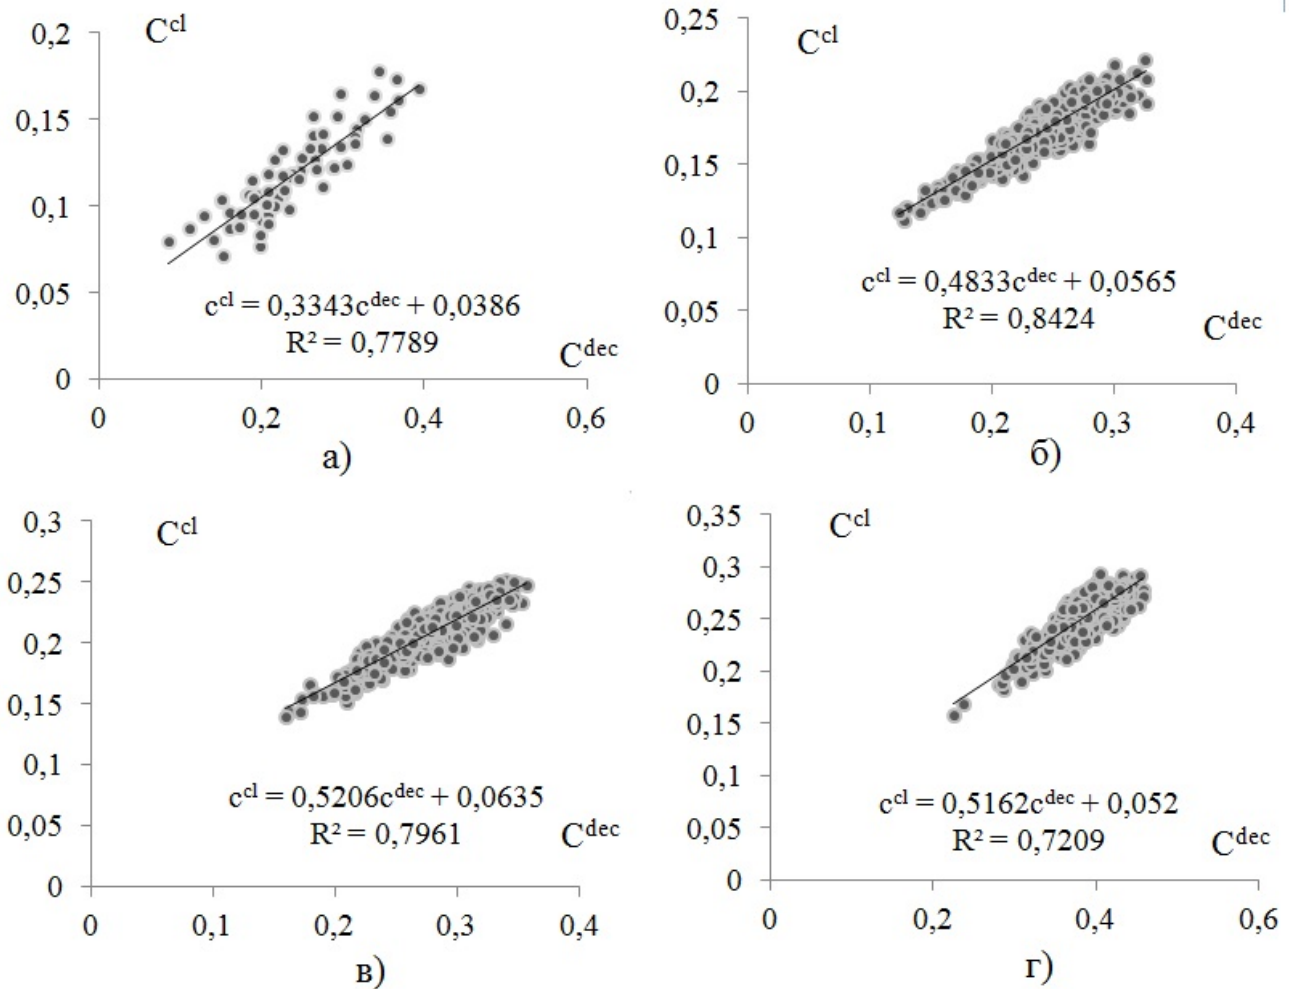 0,2
C^cl
0,15
0,1
0,05
0
c^cl = 0,3343c^dec + 0,0386
R² = 0,7789
C^dec
0 0,2 0,4 0,6
а)
0,25
C^cl
0,2
0,15
0,1
0,05
0
c^cl = 0,4833c^dec + 0,0565
R² = 0,8424
C^dec
0 0,1 0,2 0,3 0,4
б)
0,3
C^cl
0,25
0,2
0,15
0,1
0,05
0
c^cl = 0,5206c^dec + 0,0635
R² = 0,7961
C^dec
0 0,1 0,2 0,3 0,4
в)
0,35
C^cl
0,3
0,25
0,2
0,15
0,1
0,05
0
c^cl = 0,5162c^dec + 0,052
R² = 0,7209
C^dec
0 0,2 0,4 0,6
г)